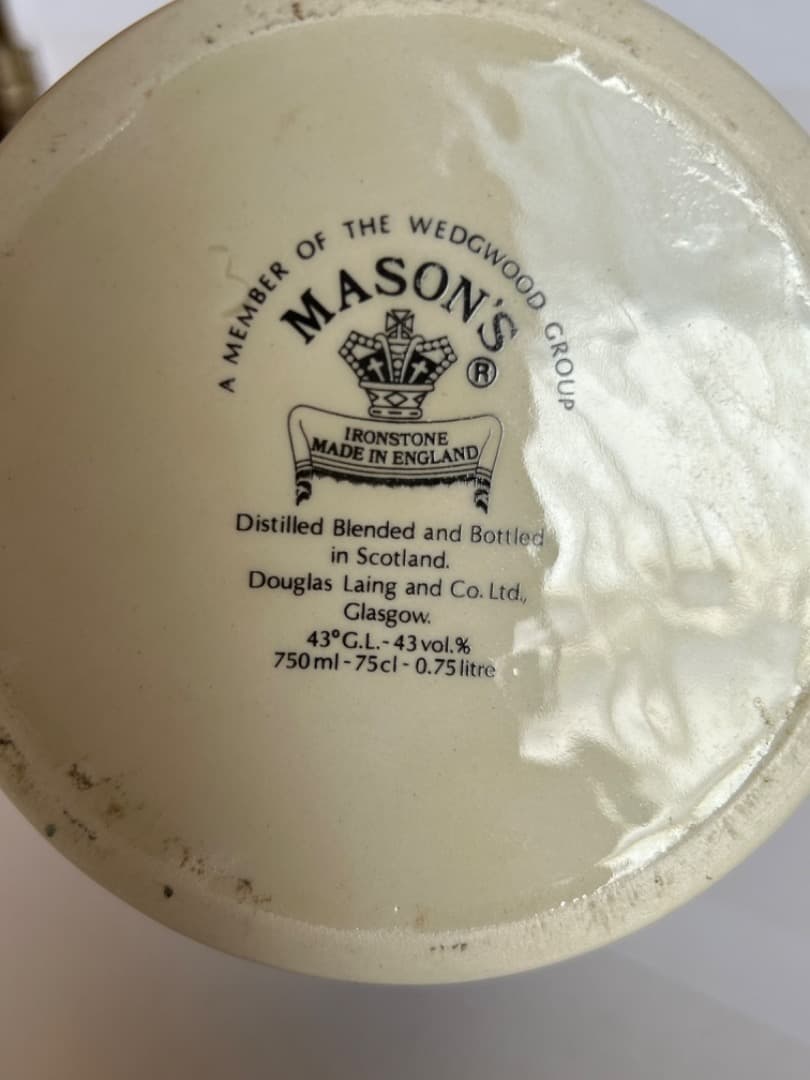 A MEMBER OF THE WEDGWOOD GROUP
MASON'S
®
IRONSTONE
MADE IN ENGLAND
Distilled Blended and Bottled
in Scotland.
Douglas Laing and Co. Ltd.,
Glasgow.
43° G.L. - 43 vol. %
750 ml - 75 cl - 0.75 litre